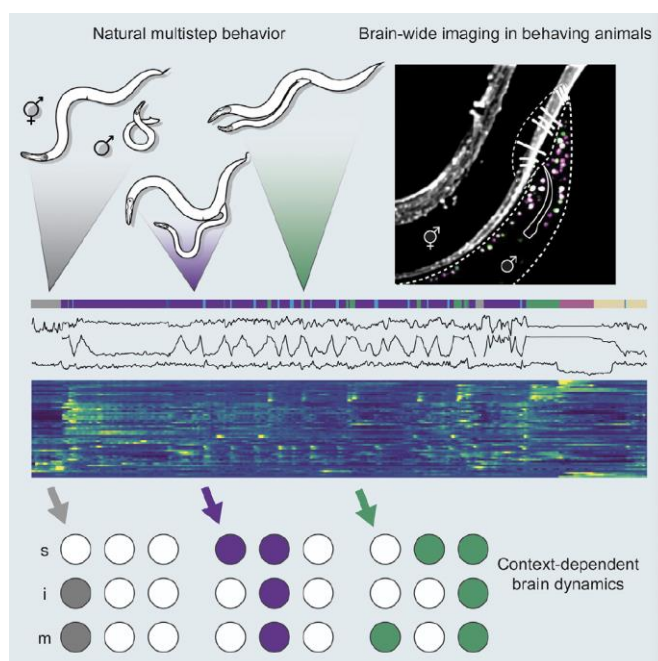 Natural multistep behavior
Brain-wide imaging in behaving animals
⚥
♂
⚥
♂
s
i
m
Context-dependent
brain dynamics